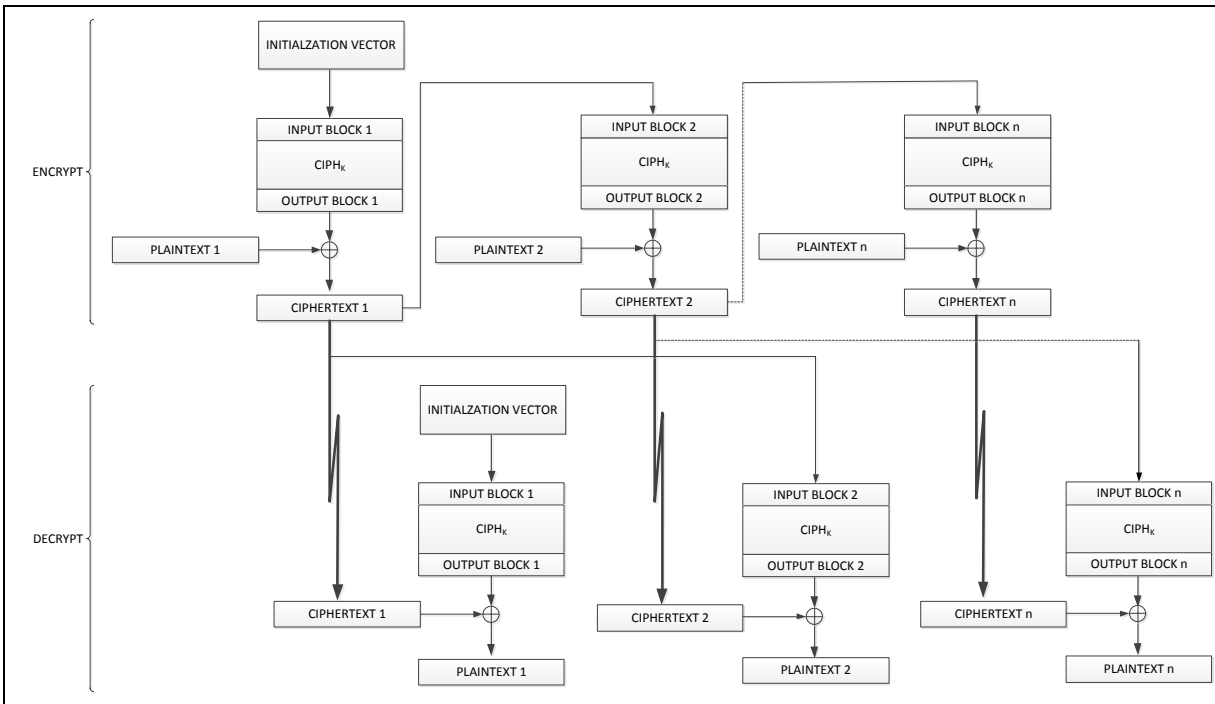 INITIALZATION VECTOR
INPUT BLOCK 1
INPUT BLOCK 2
INPUT BLOCK n
ENCRYPT
CIPHK
CIPHK
CIPHK
OUTPUT BLOCK 1
OUTPUT BLOCK 2
OUTPUT BLOCK n
PLAINTEXT 1
PLAINTEXT 2
PLAINTEXT n
CIPHERTEXT 1
CIPHERTEXT 2
CIPHERTEXT n
INITIALZATION VECTOR
INPUT BLOCK 1
INPUT BLOCK 2
INPUT BLOCK n
DECRYPT
CIPHK
CIPHK
CIPHK
OUTPUT BLOCK 1
OUTPUT BLOCK 2
OUTPUT BLOCK n
CIPHERTEXT 1
CIPHERTEXT 2
CIPHERTEXT n
PLAINTEXT 1
PLAINTEXT 2
PLAINTEXT n